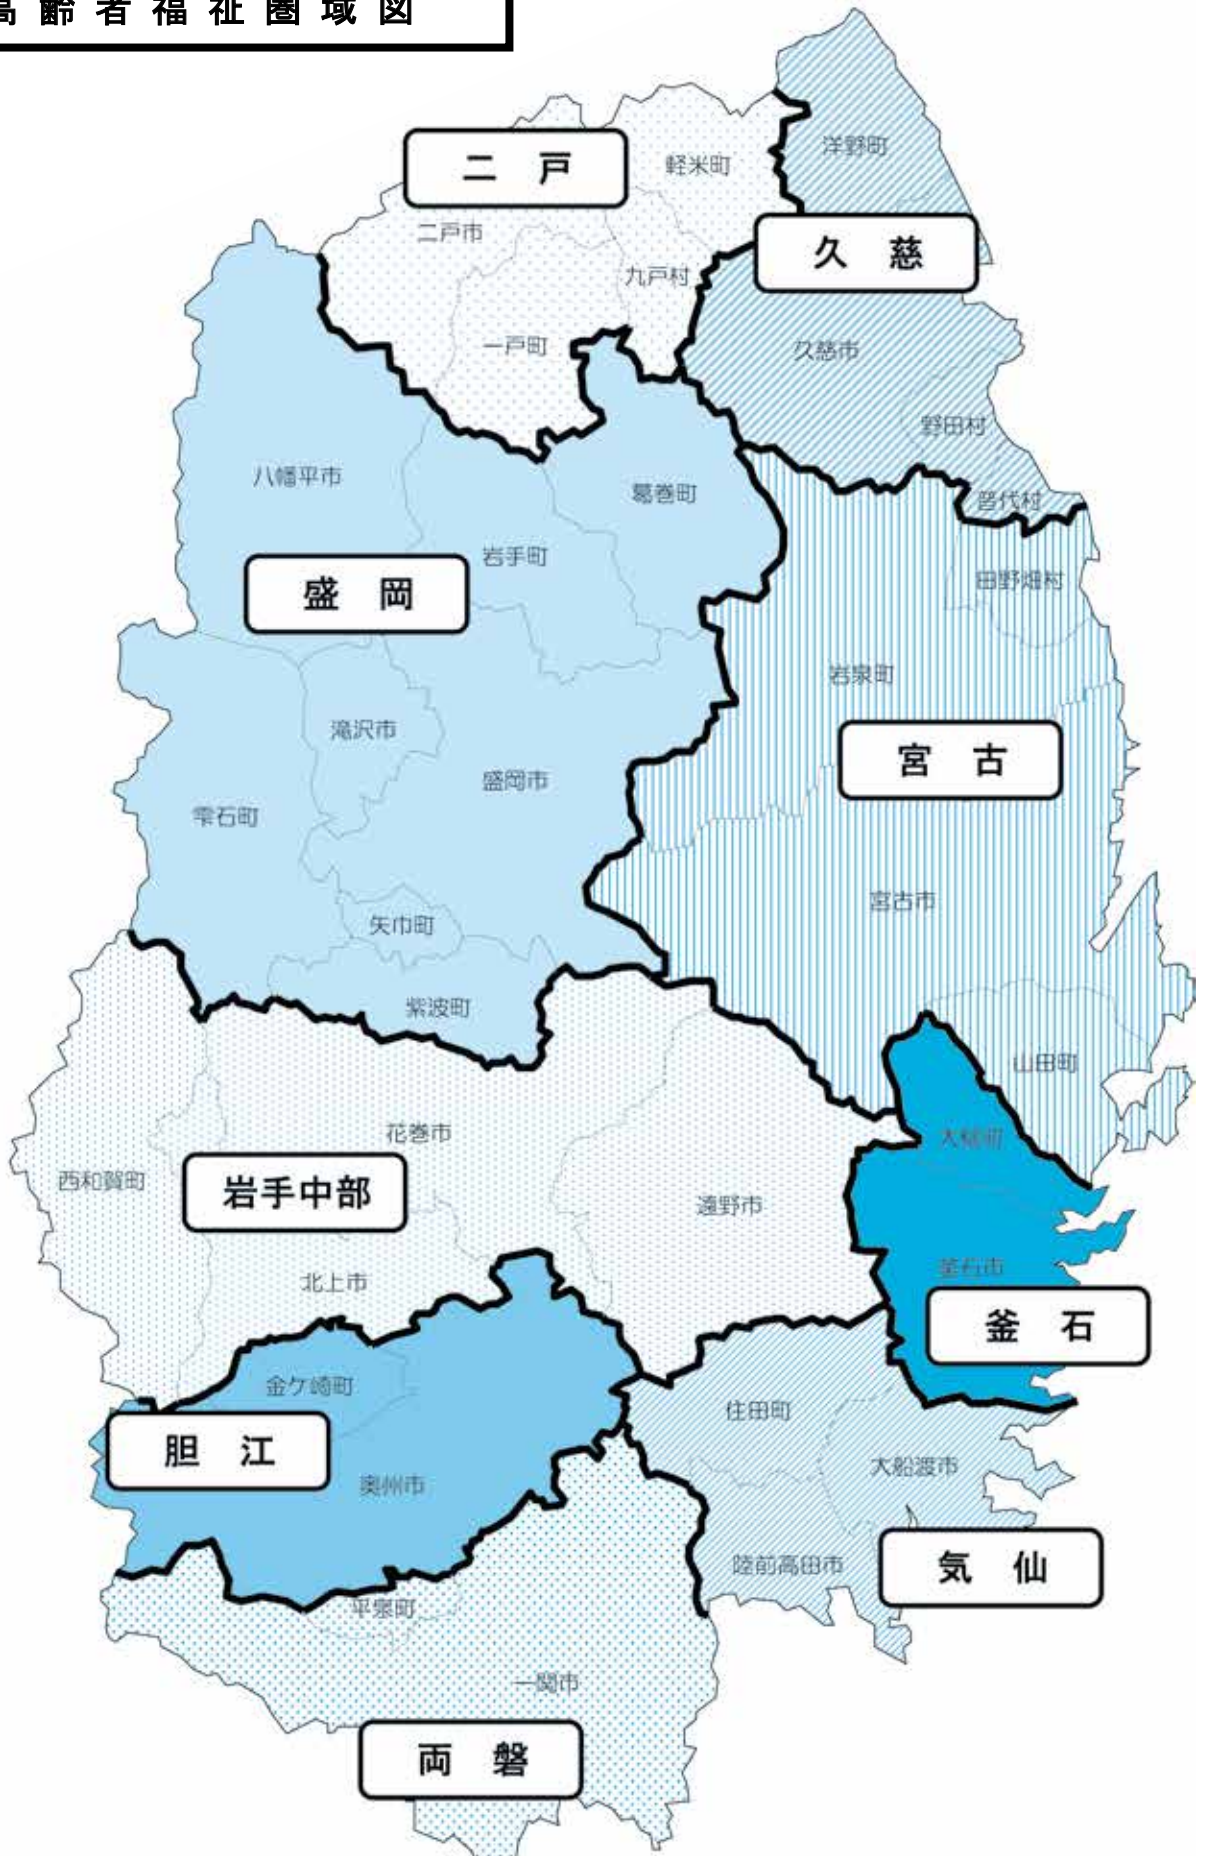 高齢者福祉圏域図
洋野町
軽米町
二戸
二戸市
久慈
九戸村
一戸町
久慈市
野田村
八幡平市
葛巻町
普代村
岩手町
盛岡
田野畑村
岩泉町
滝沢市
宮古
盛岡市
雫石町
宮古市
矢巾町
紫波町
山田町
花巻市
大槌町
西和賀町
岩手中部
遠野市
北上市
釜石市
釜石
金ケ崎町
住田町
胆江
大船渡市
奥州市
陸前高田市
気仙
平泉町
一関市
両磐